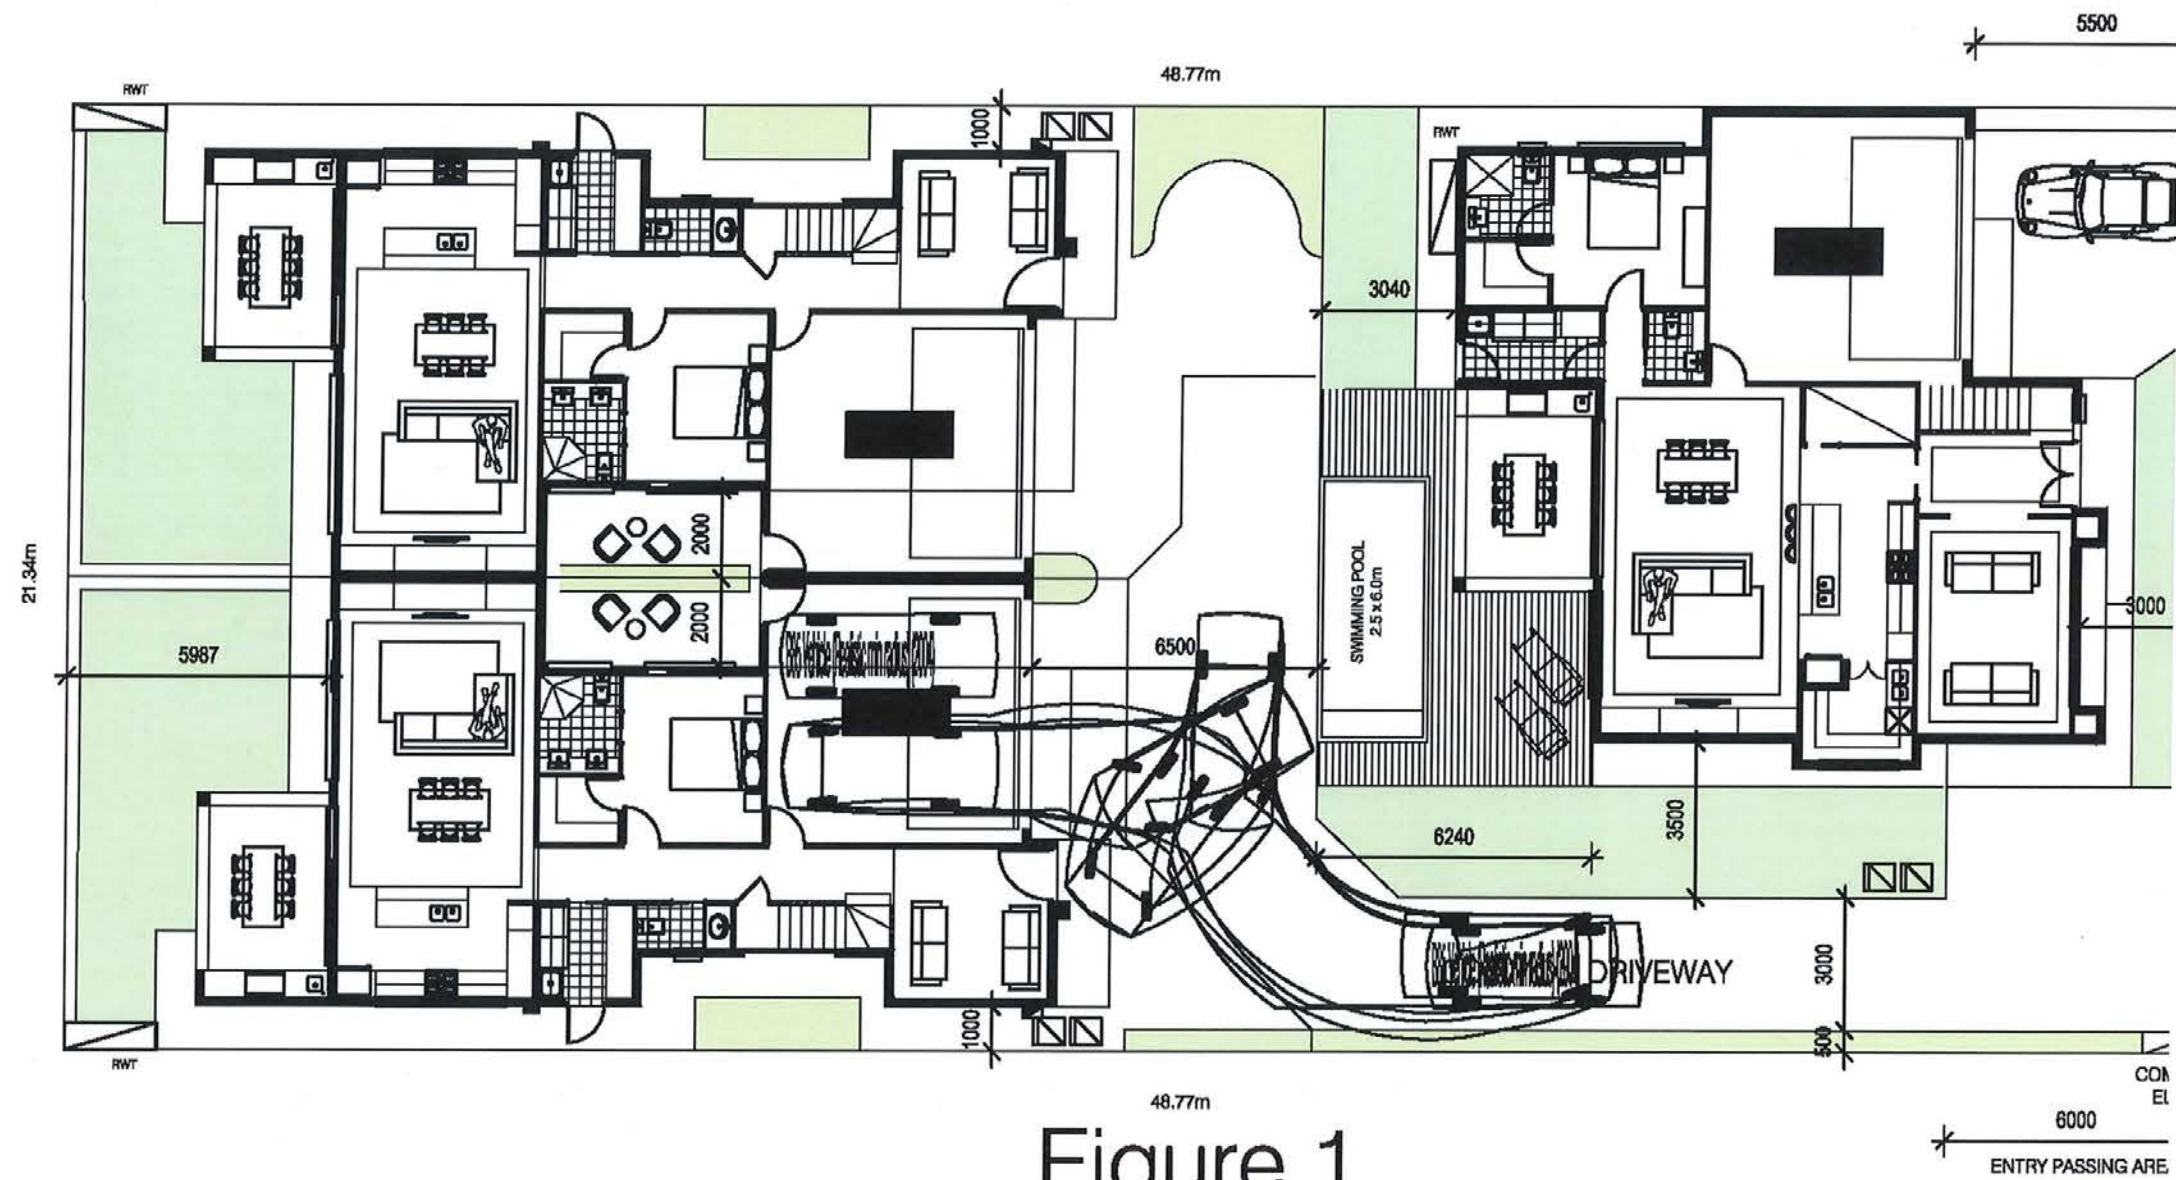 5500
48.77m
RWT
1000
RWT
3040
2000
21.34m
SWIMMING POOL
2.5 x 6.0m
3000
2000
6500
5987
3500
6240
DRIVEWAY
3000
1000
500
RWT
48.77m
6000
Figure 1
ENTRY PASSING